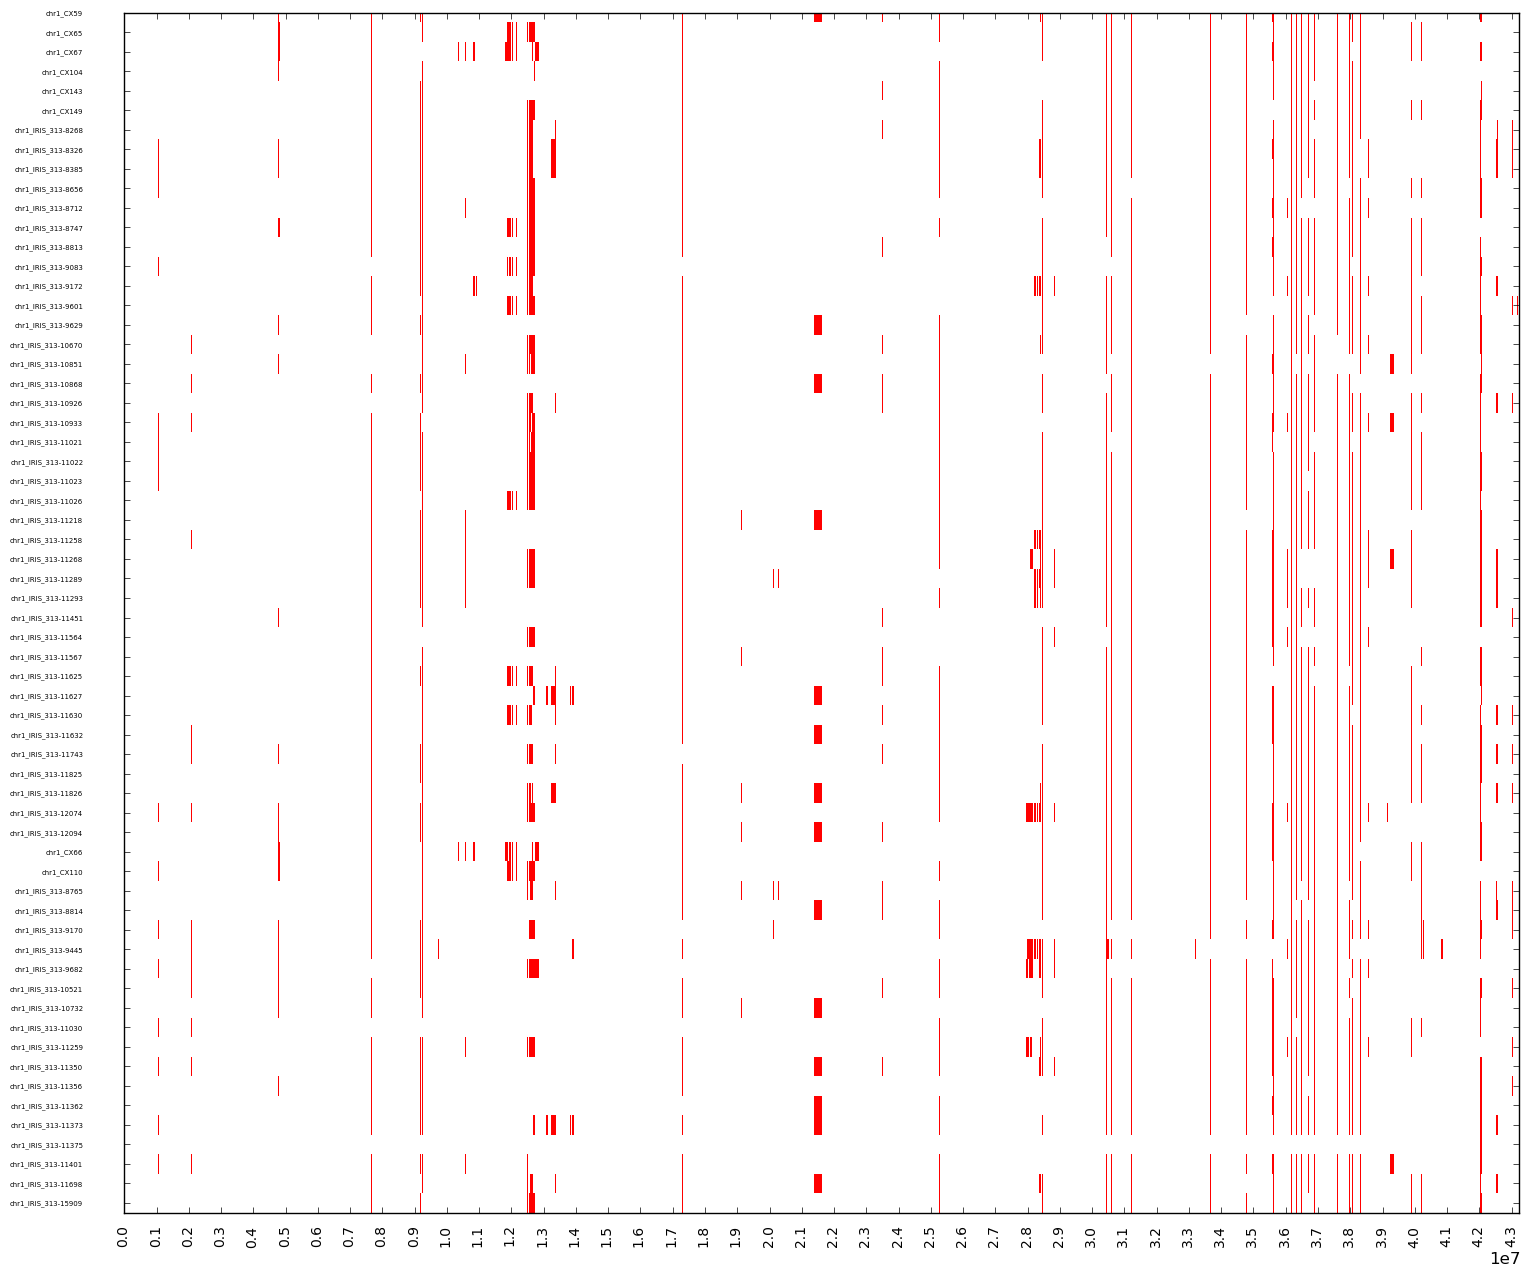 chr1_CX59
chr1_CX65
chr1_CX67
chr1_CX104
chr1_CX143
chr1_CX149
chr1_IRIS_313-8268
chr1_IRIS_313-8326
chr1_IRIS_313-8385
chr1_IRIS_313-8656
chr1_IRIS_313-8712
chr1_IRIS_313-8747
chr1_IRIS_313-8813
chr1_IRIS_313-9083
chr1_IRIS_313-9172
chr1_IRIS_313-9601
chr1_IRIS_313-9629
chr1_IRIS_313-10670
chr1_IRIS_313-10851
chr1_IRIS_313-10868
chr1_IRIS_313-10926
chr1_IRIS_313-10933
chr1_IRIS_313-11021
chr1_IRIS_313-11022
chr1_IRIS_313-11023
chr1_IRIS_313-11026
chr1_IRIS_313-11218
chr1_IRIS_313-11258
chr1_IRIS_313-11268
chr1_IRIS_313-11289
chr1_IRIS_313-11293
chr1_IRIS_313-11451
chr1_IRIS_313-11564
chr1_IRIS_313-11567
chr1_IRIS_313-11625
chr1_IRIS_313-11627
chr1_IRIS_313-11630
chr1_IRIS_313-11632
chr1_IRIS_313-11743
chr1_IRIS_313-11825
chr1_IRIS_313-11826
chr1_IRIS_313-12074
chr1_IRIS_313-12094
chr1_CX66
chr1_CX110
chr1_IRIS_313-8765
chr1_IRIS_313-8814
chr1_IRIS_313-9170
chr1_IRIS_313-9445
chr1_IRIS_313-9682
chr1_IRIS_313-10521
chr1_IRIS_313-10732
chr1_IRIS_313-11030
chr1_IRIS_313-11259
chr1_IRIS_313-11350
chr1_IRIS_313-11356
chr1_IRIS_313-11362
chr1_IRIS_313-11373
chr1_IRIS_313-11375
chr1_IRIS_313-11401
chr1_IRIS_313-11698
chr1_IRIS_313-15909
0.0 0.1 0.2 0.3 0.4 0.5 0.6 0.7 0.8 0.9 1.0 1.1 1.2 1.3 1.4 1.5 1.6 1.7 1.8 1.9 2.0 2.1 2.2 2.3 2.4 2.5 2.6 2.7 2.8 2.9 3.0 3.1 3.2 3.3 3.4 3.5 3.6 3.7 3.8 3.9 4.0 4.1 4.2 4.3
1e7